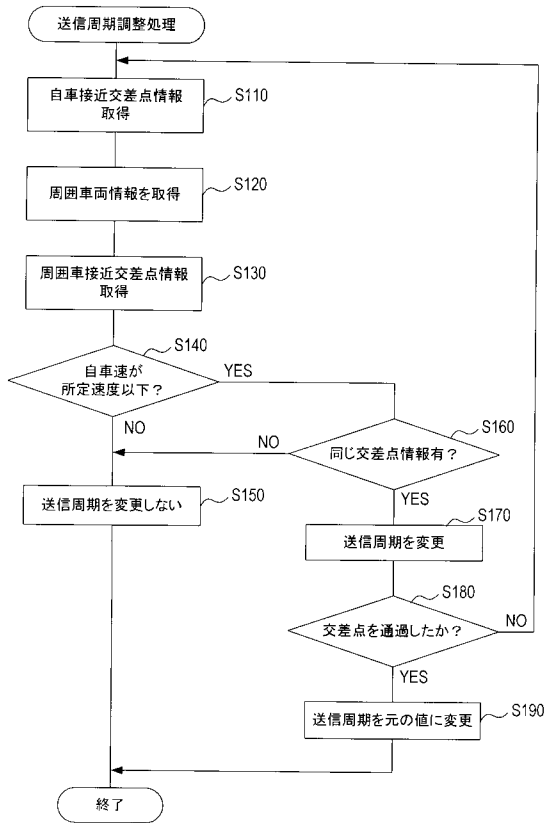 送信周期調整処理
自車接近交差点情報
取得
S110
周囲車両情報を取得
S120
周囲車接近交差点情報
取得
S130
自車速が
所定速度以下？
S140
YES
NO
同じ交差点情報有？
S160
NO
YES
送信周期を変更しない
S150
送信周期を変更
S170
交差点を通過したか？
S180
NO
YES
送信周期を元の値に変更
S190
終了